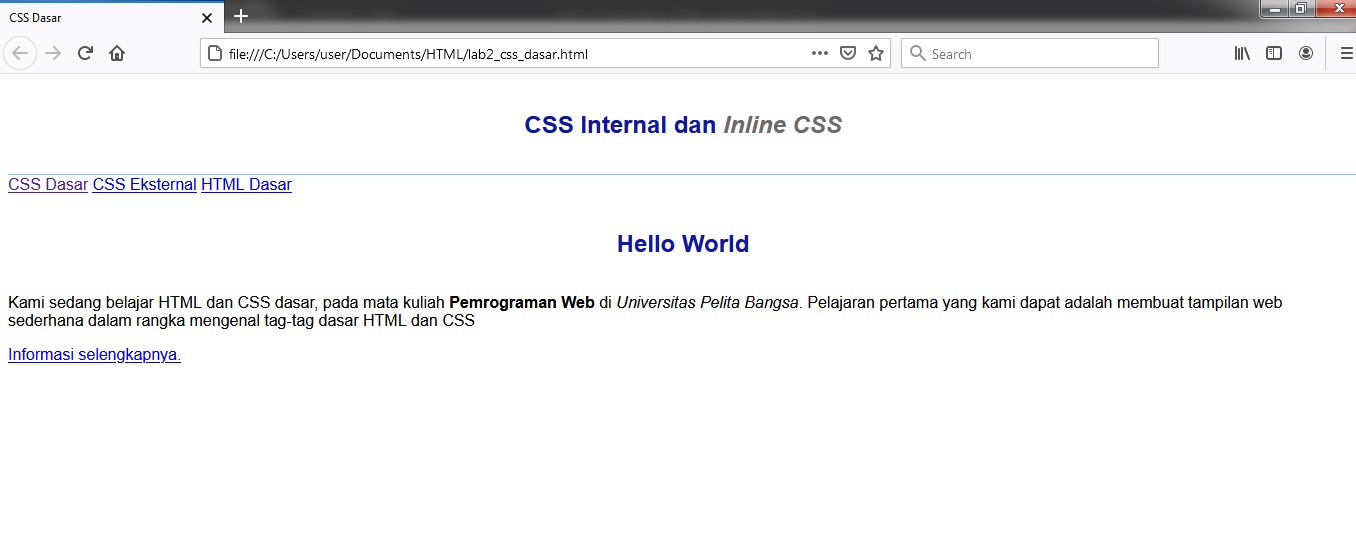 CSS Dasar
file:///C:/Users/user/Documents/HTML/lab2_css_dasar.html
Search
CSS Internal dan Inline CSS
CSS Dasar CSS Eksternal HTML Dasar
Hello World
Kami sedang belajar HTML dan CSS dasar, pada mata kuliah Pemrograman Web di Universitas Pelita Bangsa. Pelajaran pertama yang kami dapat adalah membuat tampilan web
sederhana dalam rangka mengenal tag-tag dasar HTML dan CSS
Informasi selengkapnya.